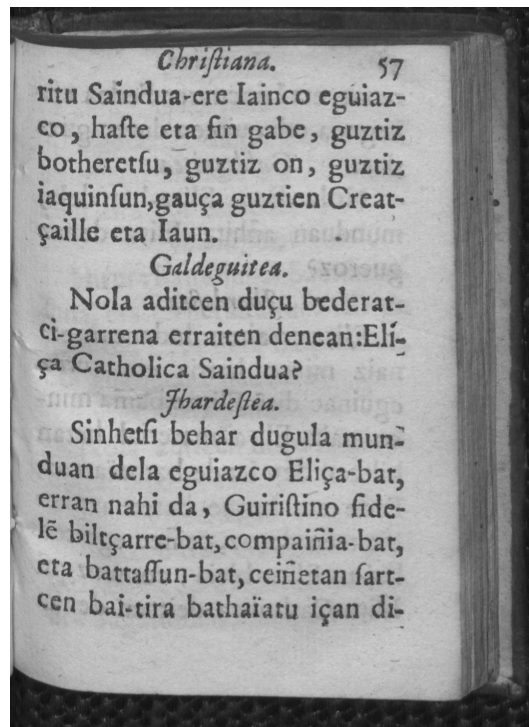 Chriſtiana. 57
ritu Saindua-ere Iainco eguiaz-
co, haſte eta fin gabe, guztiz
botheretſu, guztiz on, guztiz
iaquinſun, gauça guztien Creat-
çaille eta Iaun.
Galdeguitea.
Nola aditcen duçu bederat-
ci-garrena erraiten denean: Eli-
ça Catholica Saindua?
Jhardeſtea.
Sinhetſi behar dugula mun-
duan dela eguiazco Eliça-bat,
erran nahi da, Guiriſtino fide-
lẽ biltçarre-bat, compaiñia-bat,
eta battaſſun-bat, ceiñetan ſart-
cen bai-tira bathaïatu içan di-